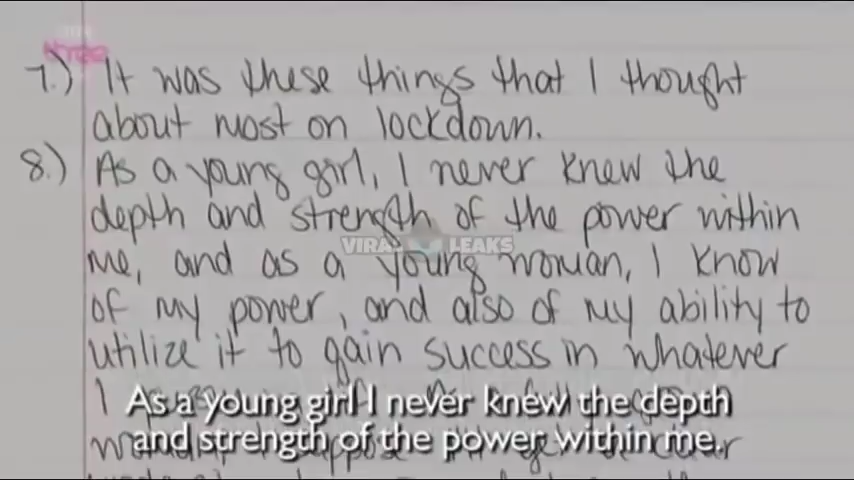 three
7.) It was these things that I thought
about most on lockdown.
8.) As a young girl, I never knew the
depth and strength of the power within
VIRAL LEAKS
me, and as a young woman, I know
of my power, and also of my ability to
utilize it to gain success in whatever
I
As a young girl I never knew the depth
and strength of the power within me.